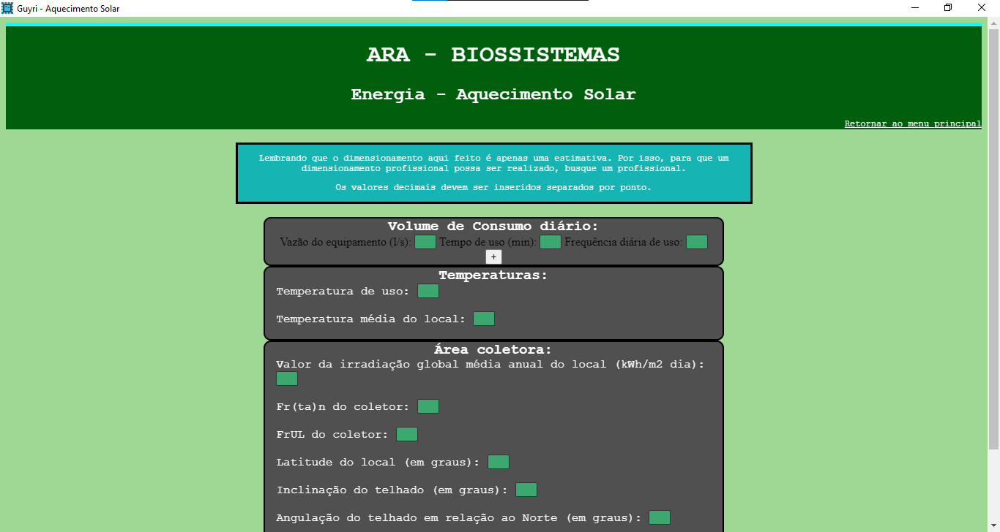 Guyri - Aquecimento Solar
ARA - BIOSSISTEMAS
Energia - Aquecimento Solar
Retornar ao menu principal
Lembrando que o dimensionamento aqui feito é apenas uma estimativa. Por isso, para que um
dimensionamento profissional possa ser realizado, busque um profissional.
Os valores decimais devem ser inseridos separados por ponto.
Volume de Consumo diário:
Vazão do equipamento (l/s): Tempo de uso (min): Frequência diária de uso:
+
Temperaturas:
Temperatura de uso:
Temperatura média do local:
Área coletora:
Valor da irradiação global média anual do local (kWh/m2 dia):
Fr(ta)n do coletor:
FrUL do coletor:
Latitude do local (em graus):
Inclinação do telhado (em graus):
Angulação do telhado em relação ao Norte (em graus):